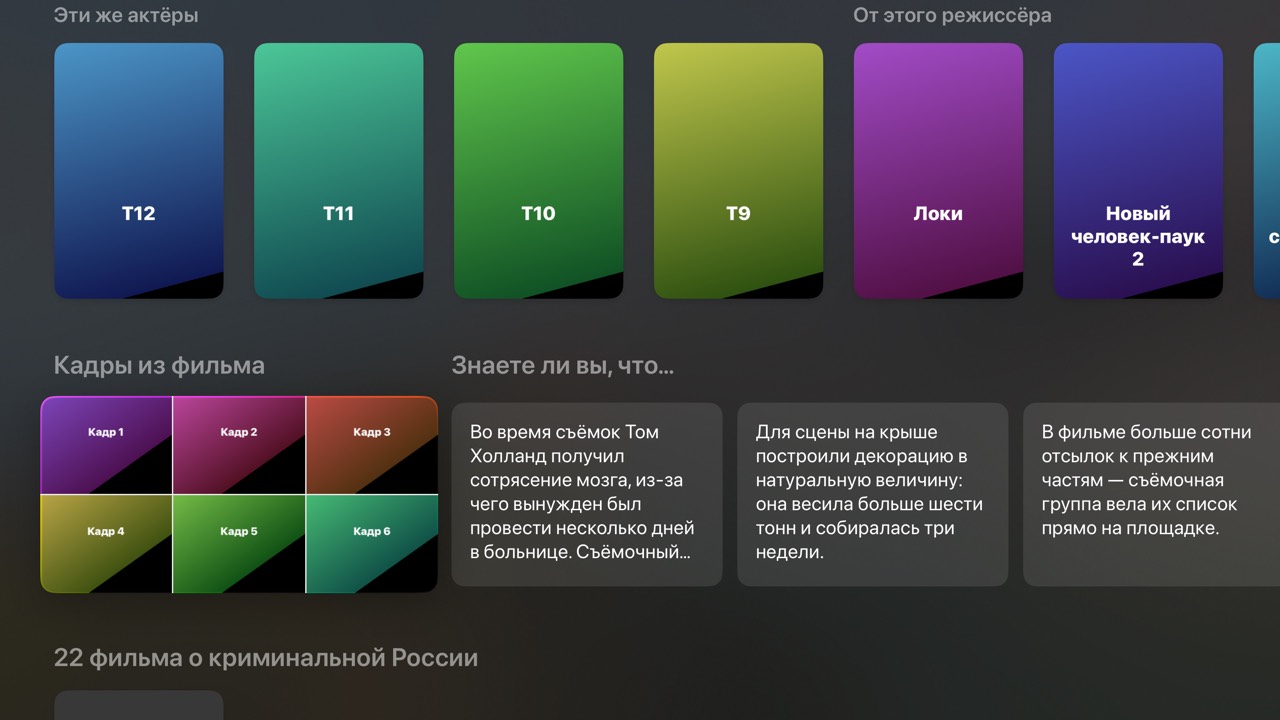 Эти же актёры
От этого режиссёра
T12
T11
T10
T9
Локи
Новый
человек-паук
2
Кадры из фильма
Знаете ли вы, что…
Кадр 1
Кадр 2
Кадр 3
Кадр 4
Кадр 5
Кадр 6
Во время съёмок Том
Холланд получил
сотрясение мозга, из-за
чего вынужден был
провести несколько дней
в больнице. Съёмочный…
Для сцены на крыше
построили декорацию в
натуральную величину:
она весила больше шести
тонн и собиралась три
недели.
В фильме больше сотни
отсылок к прежним
частям — съёмочная
группа вела их список
прямо на площадке.
22 фильма о криминальной России